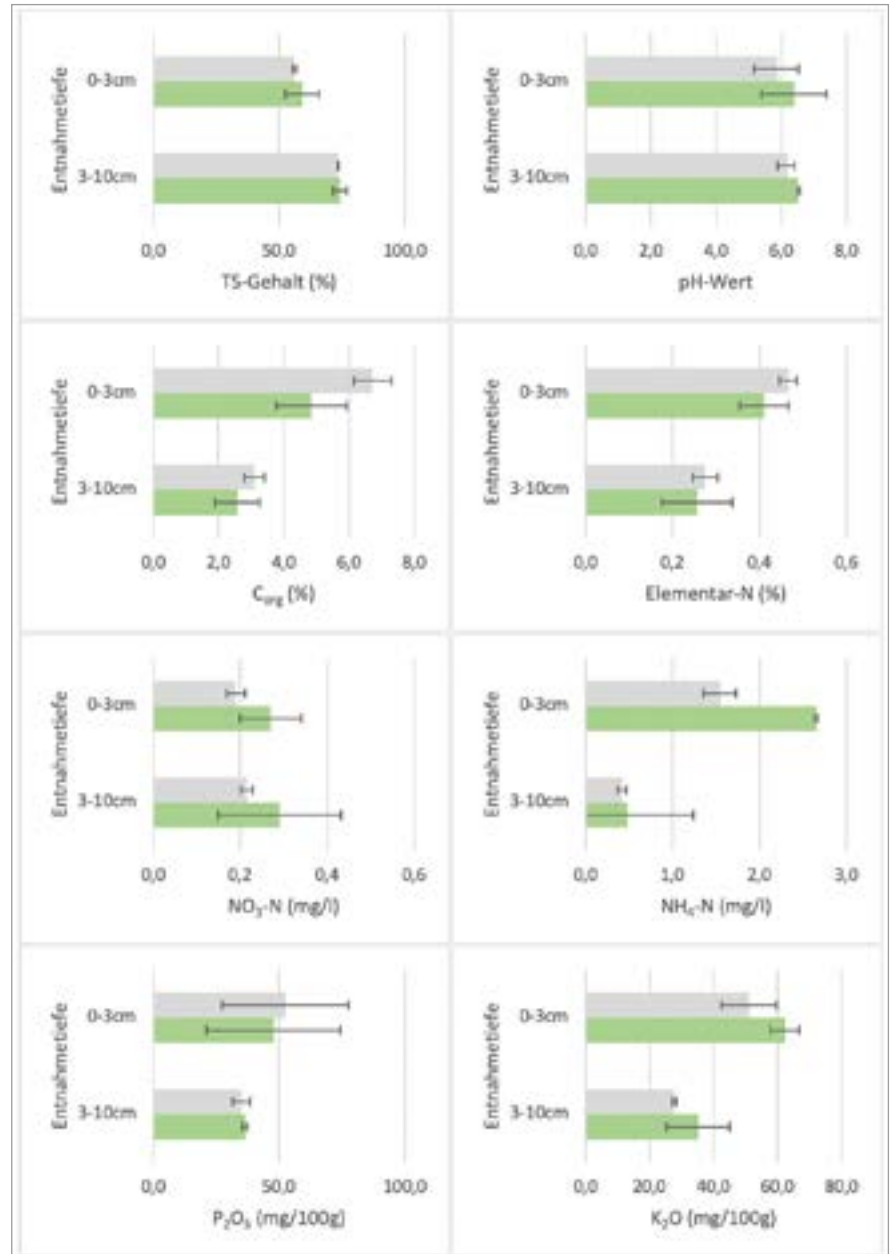 Entnahmetiefe
0-3cm
3-10cm
0,0 50,0 100,0
TS-Gehalt (%)
Entnahmetiefe
0-3cm
3-10cm
0,0 2,0 4,0 6,0 8,0
pH-Wert
Entnahmetiefe
0-3cm
3-10cm
0,0 2,0 4,0 6,0 8,0
Corg (%)
Entnahmetiefe
0-3cm
3-10cm
0,0 0,2 0,4 0,6
Elementar-N (%)
Entnahmetiefe
0-3cm
3-10cm
0,0 0,2 0,4 0,6
NO₃-N (mg/l)
Entnahmetiefe
0-3cm
3-10cm
0,0 1,0 2,0 3,0
NH₄-N (mg/l)
Entnahmetiefe
0-3cm
3-10cm
0,0 50,0 100,0
P₂O₅ (mg/100g)
Entnahmetiefe
0-3cm
3-10cm
0,0 20,0 40,0 60,0 80,0
K₂O (mg/100g)